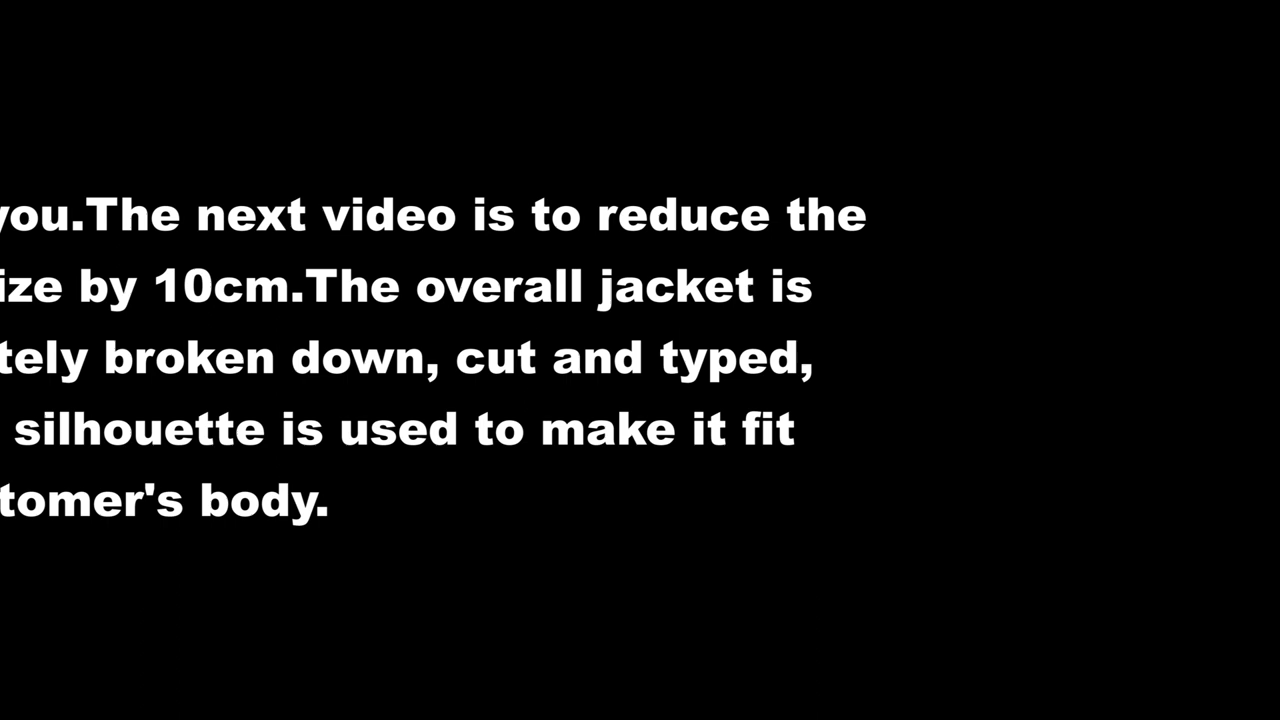 you.The next video is to reduce the
ize by 10cm.The overall jacket is
tely broken down, cut and typed,
silhouette is used to make it fit
tomer's body.